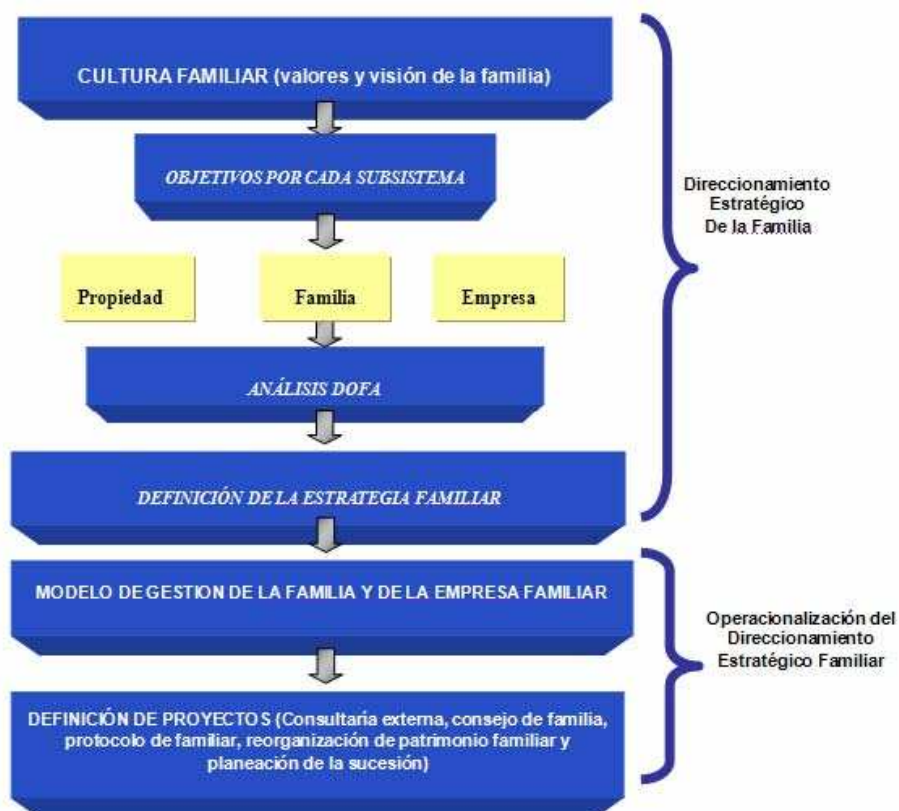 CULTURA FAMILIAR (valores y visión de la familia)
OBJETIVOS POR CADA SUBSISTEMA
Propiedad
Familia
Empresa
ANÁLISIS DOFA
DEFINICIÓN DE LA ESTRATEGIA FAMILIAR
Direccionamiento
Estratégico
De la Familia
MODELO DE GESTION DE LA FAMILIA Y DE LA EMPRESA FAMILIAR
DEFINICIÓN DE PROYECTOS (Consultaría externa, consejo de familia,
protocolo de familiar, reorganización de patrimonio familiar y
planeación de la sucesión)
Operacionalización del
Direccionamiento
Estratégico Familiar